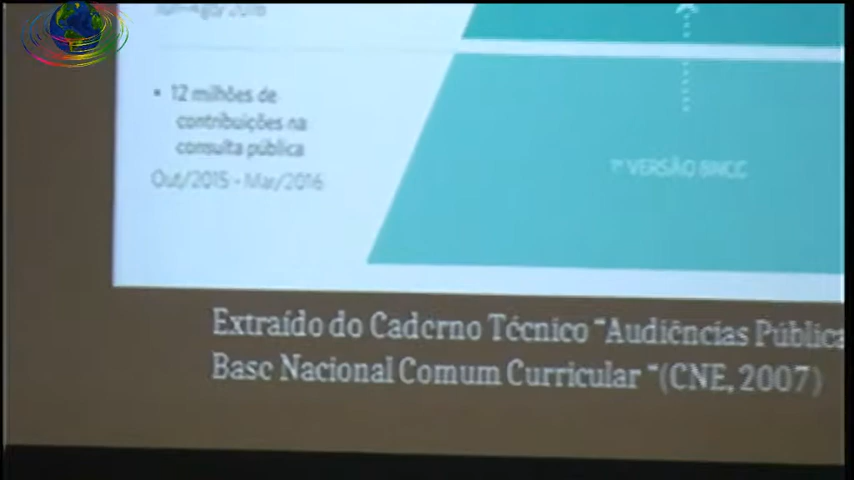 12 milhões de
contribuições na
consulta pública
Out/2015 - Mar/2016
1ª VERSÃO BNCC
Extraído do Caderno Técnico "Audiências Públic
Base Nacional Comum Curricular "(CNE, 2007)